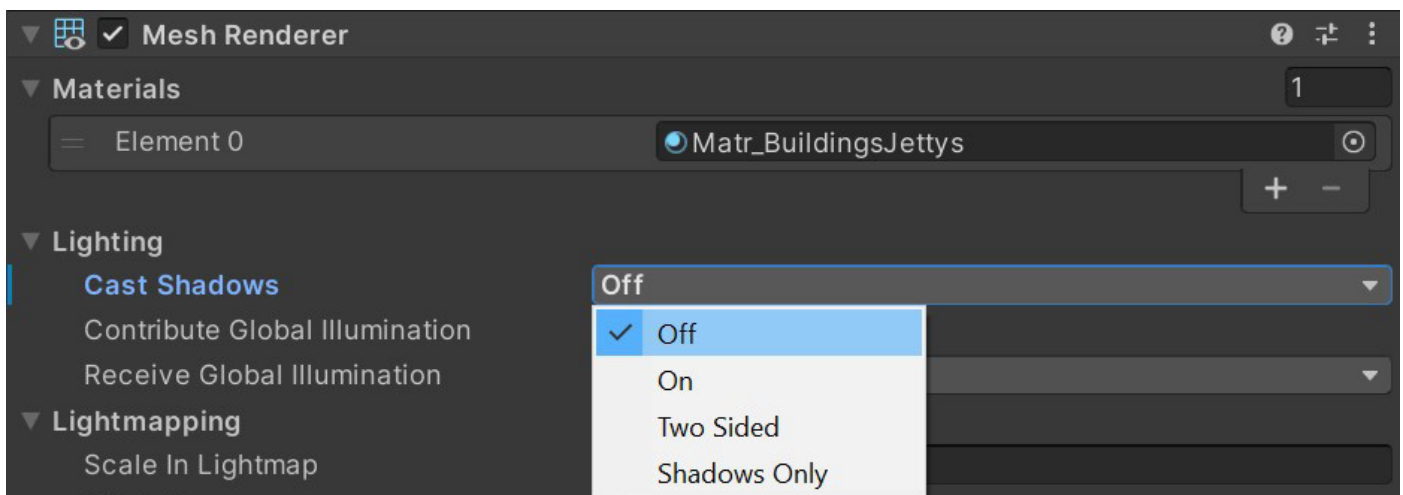 Mesh Renderer
Materials 1
Element 0 Matr_BuildingsJettys
Lighting
Cast Shadows Off
Contribute Global Illumination Off
Receive Global Illumination On
Lightmapping Two Sided
Scale In Lightmap Shadows Only